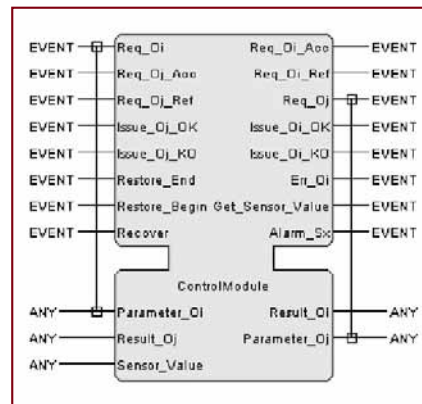 EVENT Req_Oi Req_Oi_Acc EVENT
EVENT Req_Oj_Acc Req_Oi_Ref EVENT
EVENT Req_Oj_Ref Req_Oj EVENT
EVENT Issue_Oj_OK Issue_Oi_OK EVENT
EVENT Issue_Oj_KO Issue_Oi_KO EVENT
EVENT Restore_End Err_Oi EVENT
EVENT Restore_Begin Get_Sensor_Value EVENT
EVENT Recover Alarm_Sx EVENT
ControlModule
ANY Parameter_Oi Result_Oi ANY
ANY Result_Oj Parameter_Oj ANY
ANY Sensor_Value